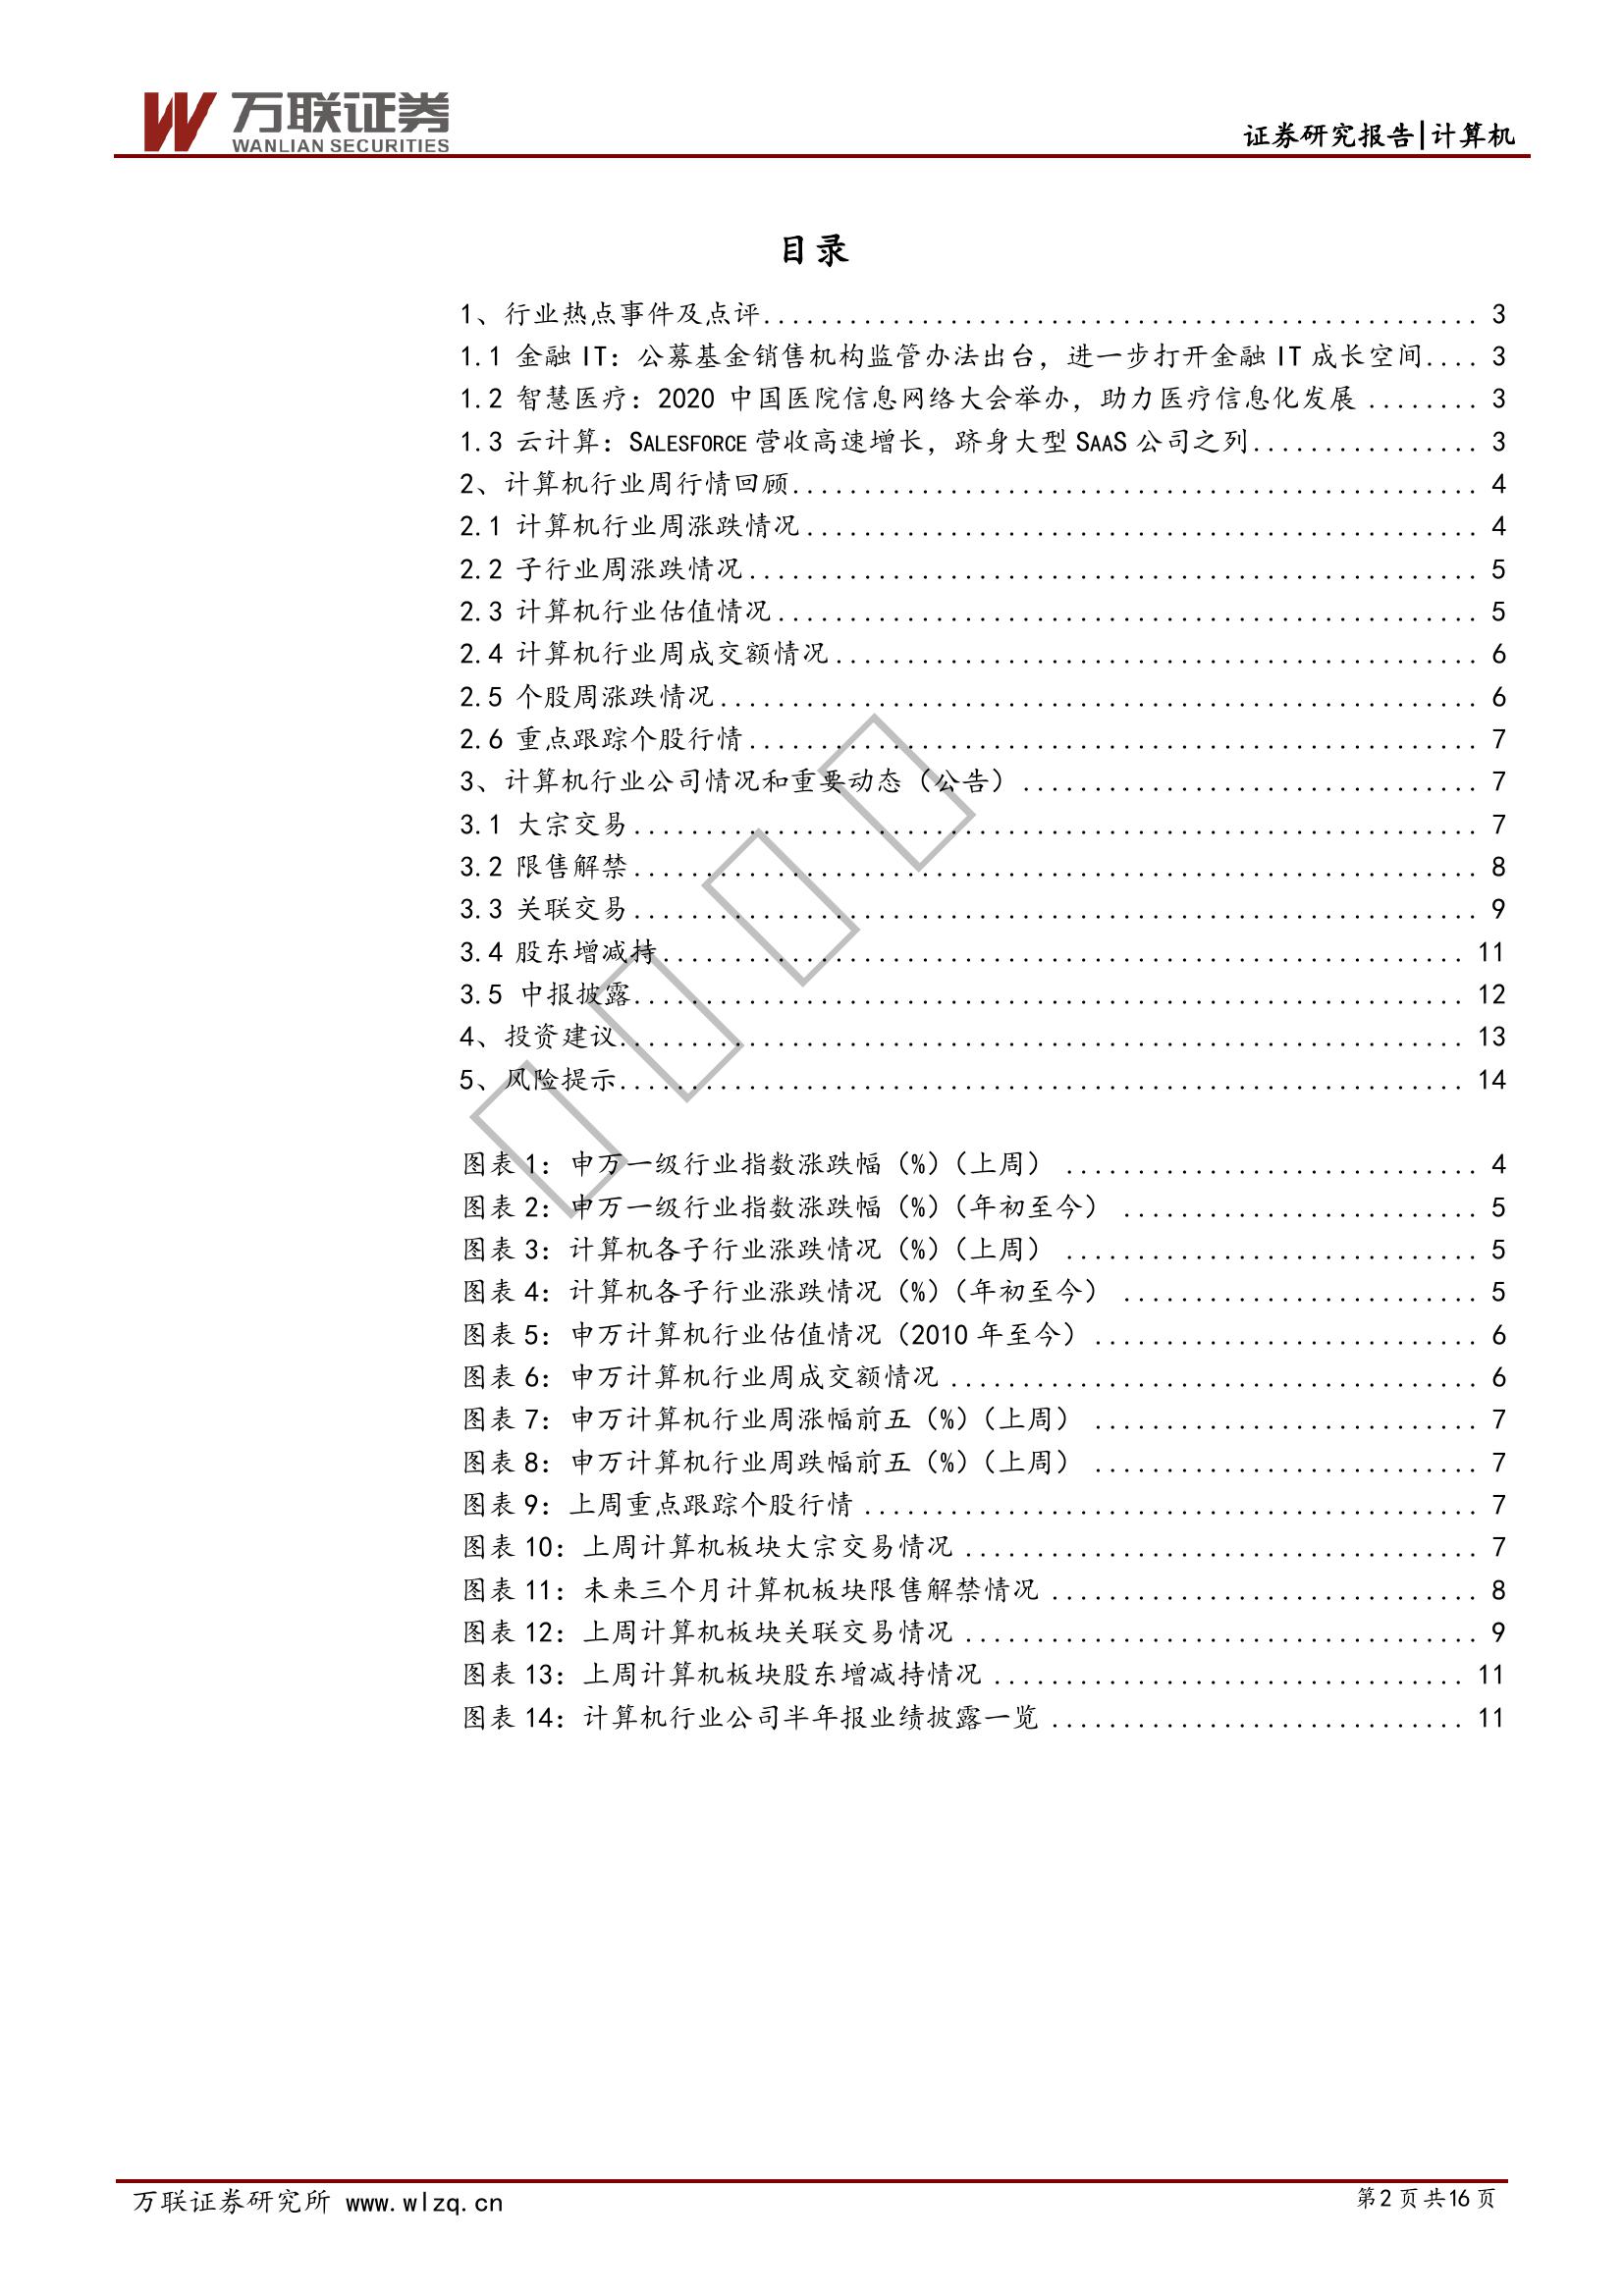 万联证券
WANLIAN SECURITIES
证券研究报告|计算机
目录
1、行业热点事件及点评.................................................. 3
1.1 金融 IT：公募基金销售机构监管办法出台，进一步打开金融 IT 成长空间.... 3
1.2 智慧医疗：2020 中国医院信息网络大会举办，助力医疗信息化发展 ........ 3
1.3 云计算：SALESFORCE 营收高速增长，跻身大型 SAAS 公司之列................ 3
2、计算机行业周行情回顾................................................ 4
2.1 计算机行业周涨跌情况............................................... 4
2.2 子行业周涨跌情况................................................... 5
2.3 计算机行业估值情况................................................. 5
2.4 计算机行业周成交额情况............................................. 6
2.5 个股周涨跌情况..................................................... 6
2.6 重点跟踪个股行情................................................... 7
3、计算机行业公司情况和重要动态（公告）................................ 7
3.1 大宗交易........................................................... 7
3.2 限售解禁........................................................... 8
3.3 关联交易........................................................... 9
3.4 股东增减持........................................................ 11
3.5 中报披露.......................................................... 12
4、投资建议........................................................... 13
5、风险提示........................................................... 14
图表 1：申万一级行业指数涨跌幅（%）（上周） ............................. 4
图表 2：申万一级行业指数涨跌幅（%）（年初至今） ......................... 5
图表 3：计算机各子行业涨跌情况（%）（上周） ............................. 5
图表 4：计算机各子行业涨跌情况（%）（年初至今） ......................... 5
图表 5：申万计算机行业估值情况（2010 年至今）........................... 6
图表 6：申万计算机行业周成交额情况 ..................................... 6
图表 7：申万计算机行业周涨幅前五（%）（上周） ........................... 7
图表 8：申万计算机行业周跌幅前五（%）（上周） ........................... 7
图表 9：上周重点跟踪个股行情 ........................................... 7
图表 10：上周计算机板块大宗交易情况 .................................... 7
图表 11：未来三个月计算机板块限售解禁情况 .............................. 8
图表 12：上周计算机板块关联交易情况 .................................... 9
图表 13：上周计算机板块股东增减持情况 ................................. 11
图表 14：计算机行业公司半年报业绩披露一览 ............................. 11
万联证券研究所 www.wlzq.cn
第2页共16页